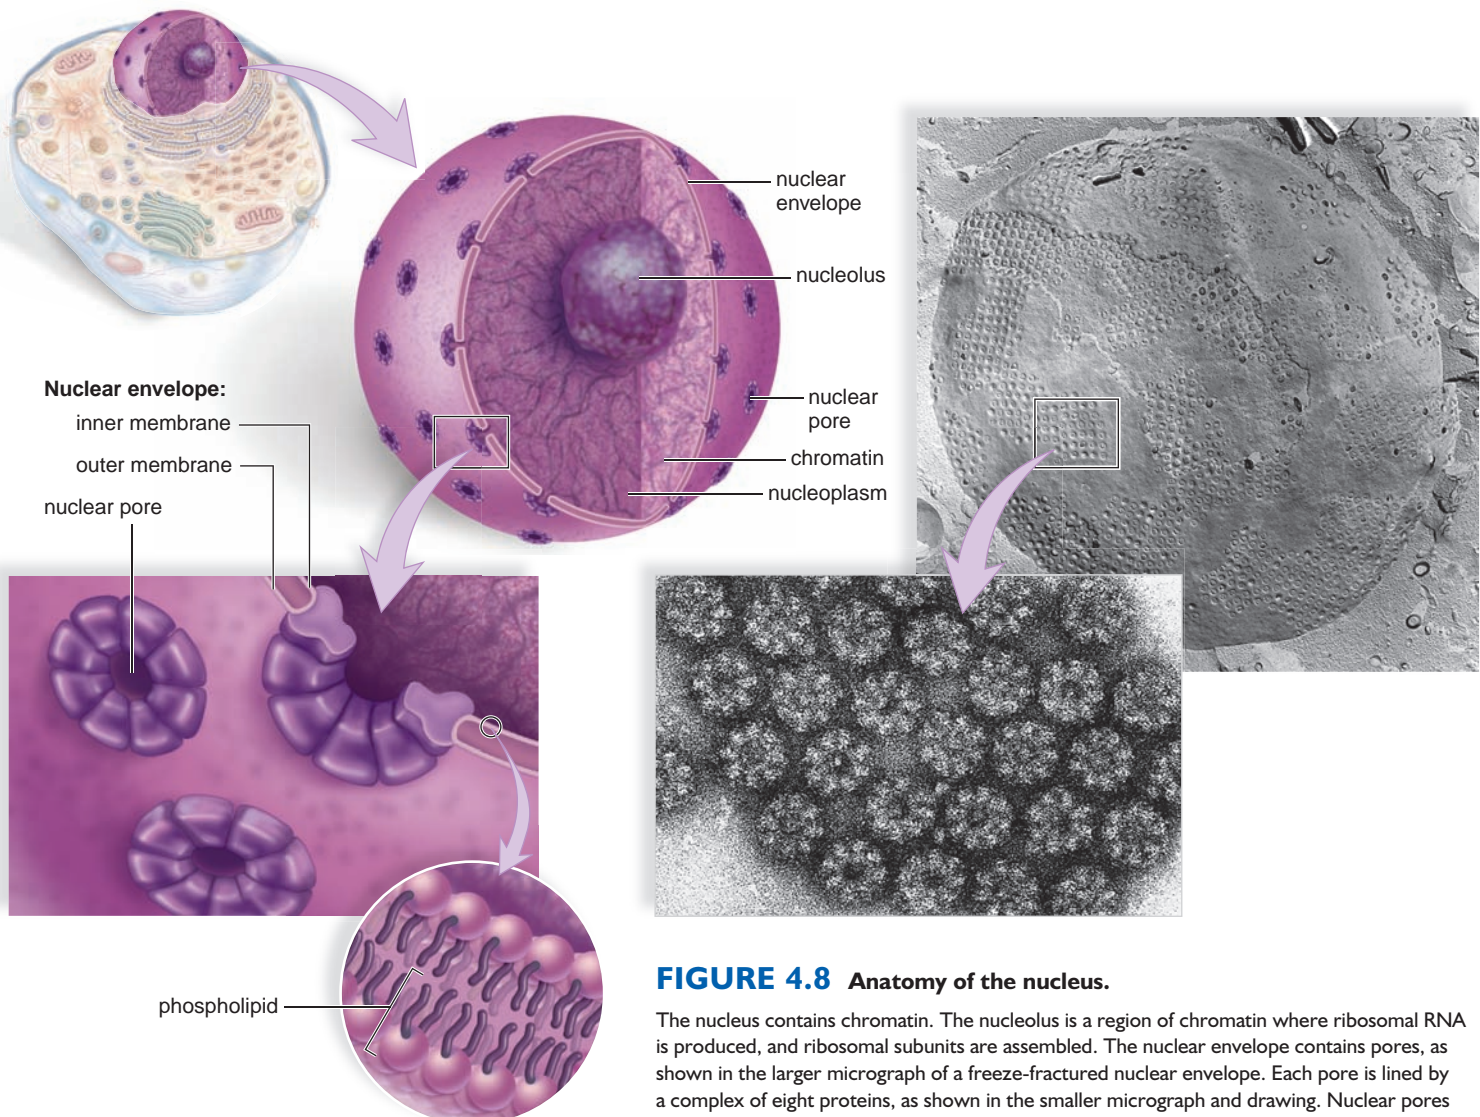 nuclear
envelope
nucleolus
nuclear
pore
chromatin
nucleoplasm
Nuclear envelope:
inner membrane
outer membrane
nuclear pore
phospholipid
FIGURE 4.8 Anatomy of the nucleus.
The nucleus contains chromatin. The nucleolus is a region of chromatin where ribosomal RNA
is produced, and ribosomal subunits are assembled. The nuclear envelope contains pores, as
shown in the larger micrograph of a freeze-fractured nuclear envelope. Each pore is lined by
a complex of eight proteins, as shown in the smaller micrograph and drawing. Nuclear pores